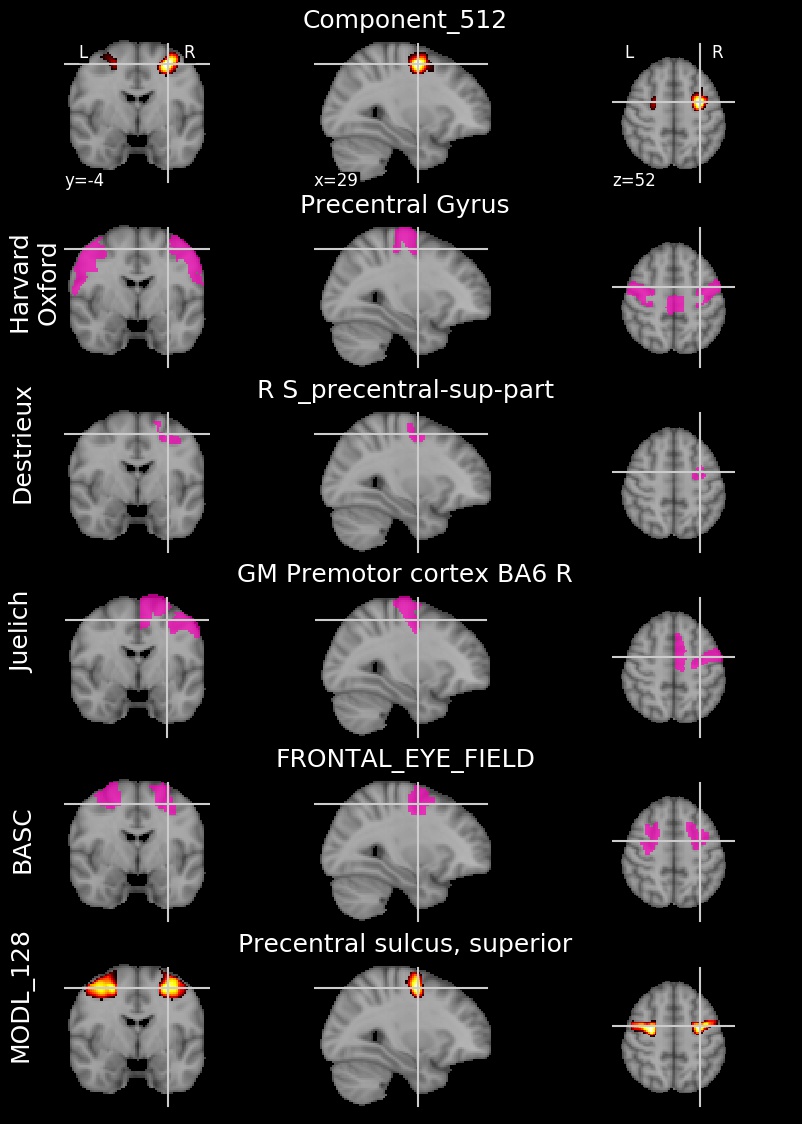 Component_512
L R
L R
y=-4
x=29
z=52
Precentral Gyrus
Harvard
Oxford
R S_precentral-sup-part
Destrieux
GM Premotor cortex BA6 R
Juelich
FRONTAL_EYE_FIELD
BASC
Precentral sulcus, superior
MODL_128